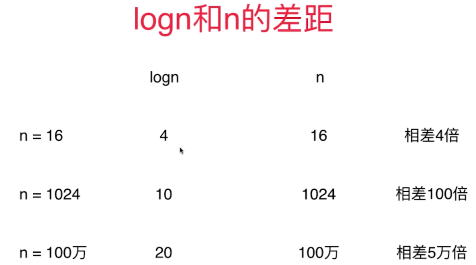 logn和n的差距
logn n
n = 16 4 16 相差4倍
n = 1024 10 1024 相差100倍
n = 100万 20 100万 相差5万倍